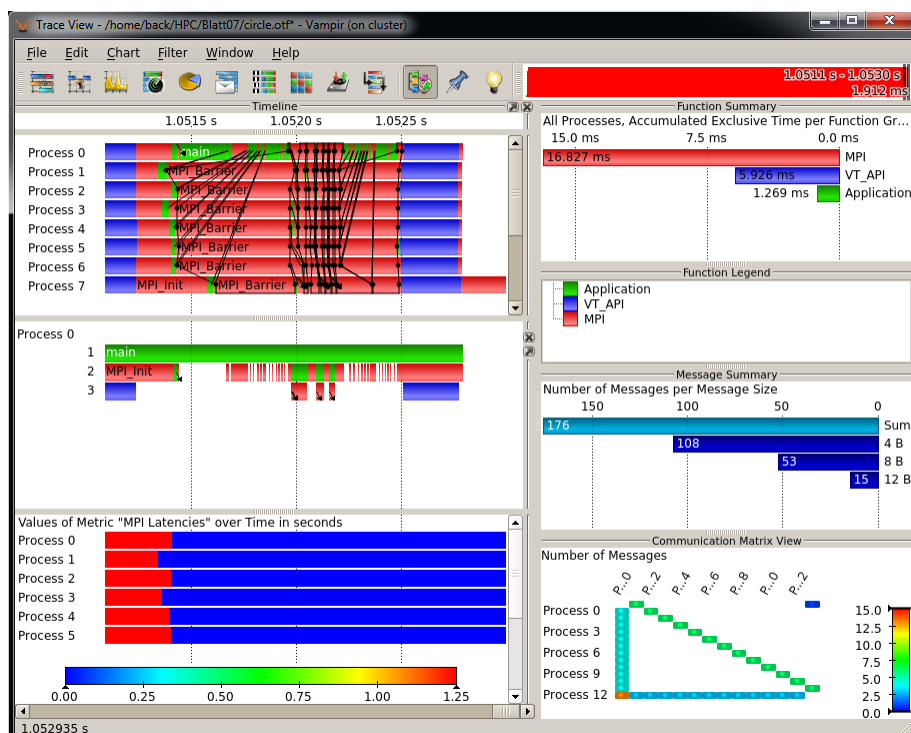 Trace View - /home/back/HPC/Blatt07/circle.otf* - Vampir (on cluster)
File Edit Chart Filter Window Help
1.0511 s - 1.0530 s
1.912 ms
Timeline
1.0515 s 1.0520 s 1.0525 s
Process 0 main
Process 1 MPI_Barrier
Process 2 MPI_Barrier
Process 3 MPI_Barrier
Process 4 MPI_Barrier
Process 5 MPI_Barrier
Process 6 MPI_Barrier
Process 7 MPI_Init MPI_Barrier
Process 0
1 main
2 MPI_Init
3
Values of Metric "MPI Latencies" over Time in seconds
Process 0
Process 1
Process 2
Process 3
Process 4
Process 5
0.00 0.25 0.50 0.75 1.00 1.25
1.052935 s
Function Summary
All Processes, Accumulated Exclusive Time per Function Gr...
15.0 ms 7.5 ms 0.0 ms
16.827 ms MPI
5.926 ms VT_API
1.269 ms Application
Function Legend
Application
VT_API
MPI
Message Summary
Number of Messages per Message Size
150 100 50 0
176 Sum
108 4 B
53 8 B
15 12 B
Communication Matrix View
Number of Messages
P...0 P...2 P...4 P...6 P...8 P...0 P...2
Process 0
Process 3
Process 6
Process 9
Process 12
15.0
12.5
10.0
7.5
5.0
2.5
0.0